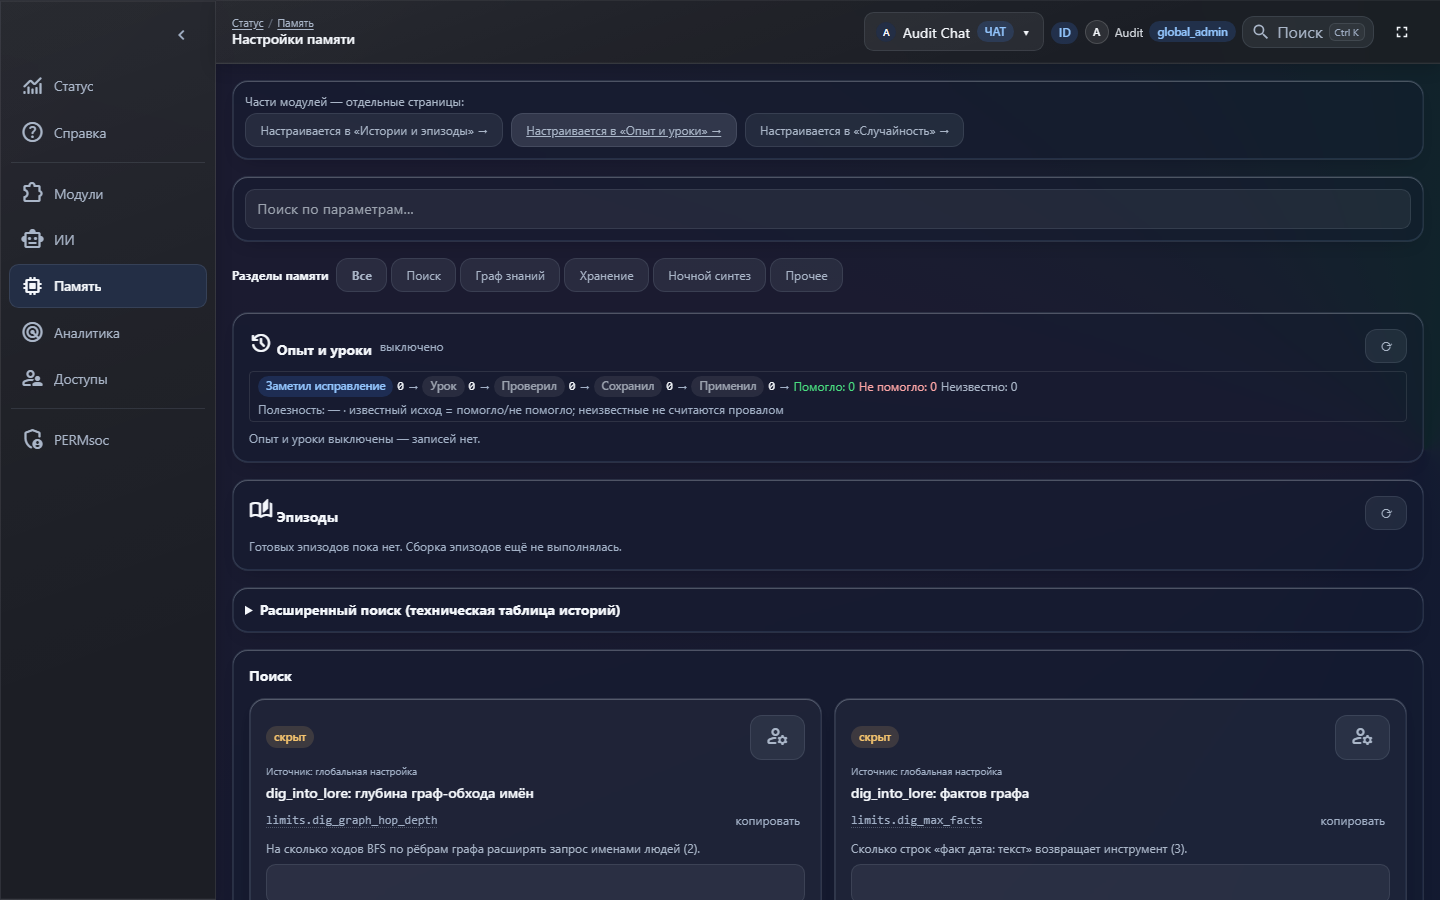 Статус / Память
Настройки памяти
A Audit Chat ЧАТ ▾ ID A Audit global_admin Поиск Ctrl K
Статус
Справка
Модули
ИИ
Память
Аналитика
Доступы
PERMsoc
Части модулей — отдельные страницы:
Настраивается в «Истории и эпизоды» → Настраивается в «Опыт и уроки» → Настраивается в «Случайность» →
Поиск по параметрам...
Разделы памяти Все Поиск Граф знаний Хранение Ночной синтез Прочее
Опыт и уроки выключено
Заметил исправление 0 → Урок 0 → Проверил 0 → Сохранил 0 → Применил 0 → Помогло: 0 Не помогло: 0 Неизвестно: 0
Полезность: — · известный исход = помогло/не помогло; неизвестные не считаются провалом
Опыт и уроки выключены — записей нет.
Эпизоды
Готовых эпизодов пока нет. Сборка эпизодов ещё не выполнялась.
▶ Расширенный поиск (техническая таблица историй)
Поиск
скрыт
Источник: глобальная настройка
dig_into_lore: глубина граф-обхода имён
limits.dig_graph_hop_depth копировать
На сколько ходов BFS по рёбрам графа расширять запрос именами людей (2).
скрыт
Источник: глобальная настройка
dig_into_lore: фактов графа
limits.dig_max_facts копировать
Сколько строк «факт дата: текст» возвращает инструмент (3).